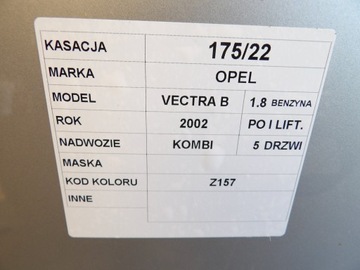 KASACJA 175/22
MARKA OPEL
MODEL VECTRA B 1.8 BENZYNA
ROK 2002 PO I LIFT.
NADWOZIE KOMBI 5 DRZWI
MASKA
KOD KOLORU Z157
INNE